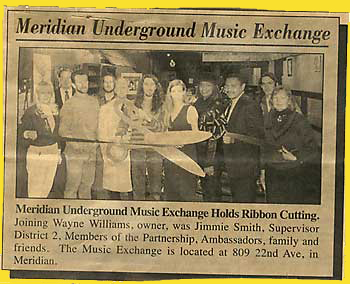 Meridian Underground Music Exchange
Meridian Underground Music Exchange Holds Ribbon Cutting.
Joining Wayne Williams, owner, was Jimmie Smith, Supervisor
District 2, Members of the Partnership, Ambassadors, family and
friends. The Music Exchange is located at 809 22nd Ave, in
Meridian.